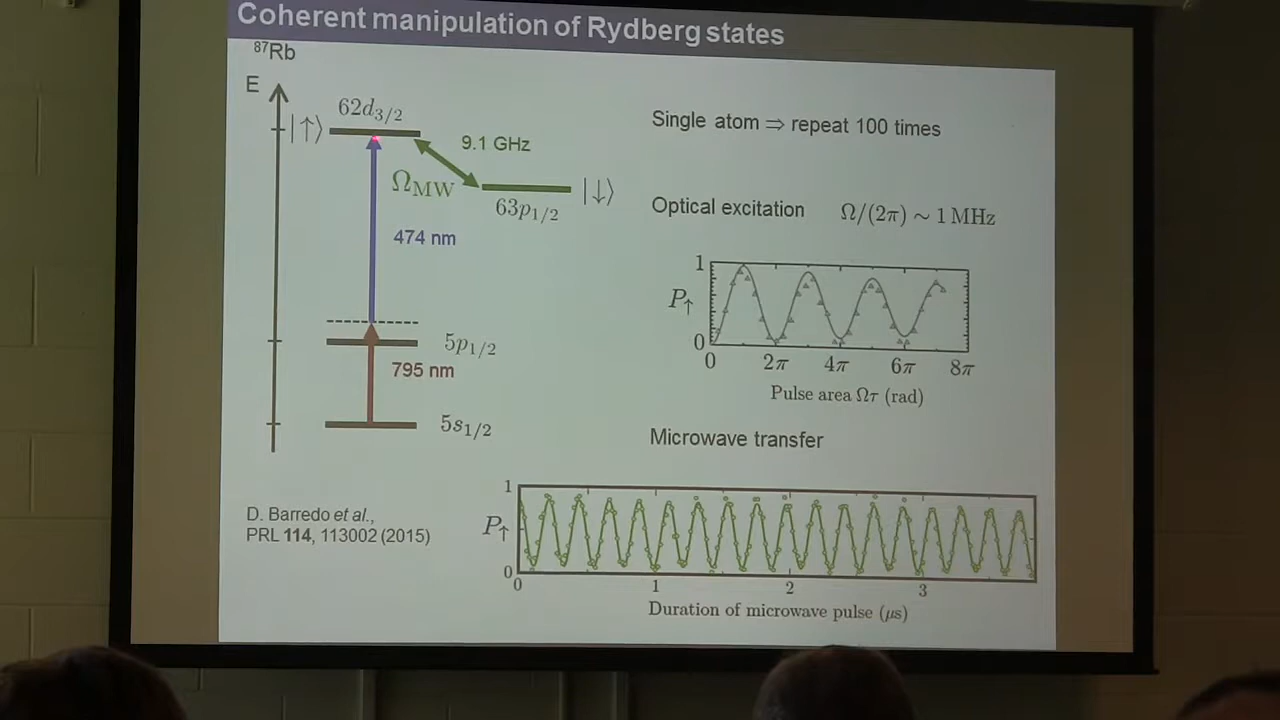 Coherent manipulation of Rydberg states
⁸⁷Rb
E
|↑⟩
62d₃/₂
9.1 GHz
Ω_MW
63p₁/₂
|↓⟩
474 nm
5p₁/₂
795 nm
5s₁/₂
D. Barredo et al.,
PRL 114, 113002 (2015)
Single atom ⇒ repeat 100 times
Optical excitation Ω/(2π) ∼ 1 MHz
1
P↑
0
0 2π 4π 6π 8π
Pulse area Ωτ (rad)
Microwave transfer
1
P↑
0
0 1 2 3
Duration of microwave pulse (μs)